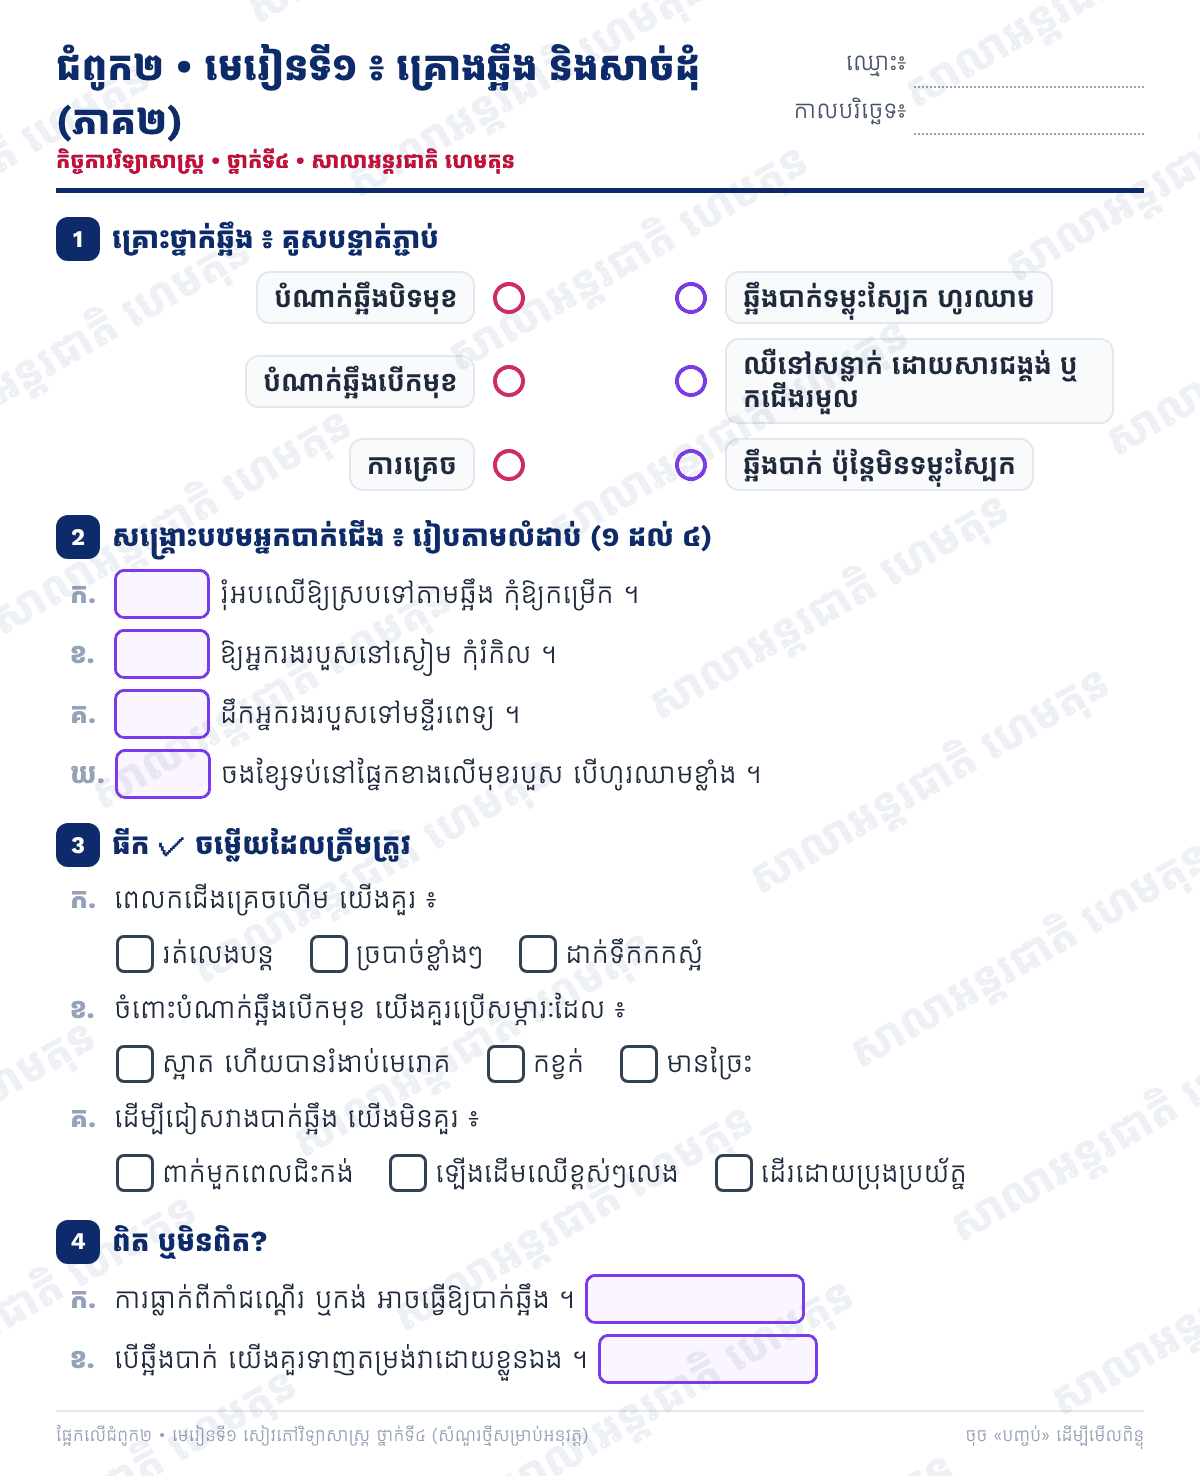 ជំពូក២ • មេរៀនទី១ ៖ គ្រោងឆ្អឹង និងសាច់ដុំ
(ភាគ២)
ឈ្មោះ៖
កាលបរិច្ឆេទ៖
កិច្ចការវិទ្យាសាស្ត្រ • ថ្នាក់ទី៤ • សាលាអន្តរជាតិ ហេមតុន
1 គ្រោះថ្នាក់ឆ្អឹង ៖ គូសបន្ទាត់ភ្ជាប់
បំណាក់ឆ្អឹងបិទមុខ
ឆ្អឹងបាក់ទម្លុះស្បែក ហូរឈាម
បំណាក់ឆ្អឹងបើកមុខ
ឈឺនៅសន្លាក់ ដោយសារជង្គង់ ឬ
កជើងរមួល
ការគ្រេច
ឆ្អឹងបាក់ ប៉ុន្តែមិនទម្លុះស្បែក
2 សង្គ្រោះបឋមអ្នកបាក់ជើង ៖ រៀបតាមលំដាប់ (១ ដល់ ៤)
ក. រុំអបឈើឱ្យស្របទៅតាមឆ្អឹង កុំឱ្យកម្រើក ។
ខ. ឱ្យអ្នករងរបួសនៅស្ងៀម កុំរំកិល ។
គ. ដឹកអ្នករងរបួសទៅមន្ទីរពេទ្យ ។
ឃ. ចងខ្សែទប់នៅផ្នែកខាងលើមុខរបួស បើហូរឈាមខ្លាំង ។
3 ធីក ✓ ចម្លើយដែលត្រឹមត្រូវ
ក. ពេលកជើងគ្រេចហើម យើងគួរ ៖
រត់លេងបន្ត ច្របាច់ខ្លាំងៗ ដាក់ទឹកកកស្អំ
ខ. ចំពោះបំណាក់ឆ្អឹងបើកមុខ យើងគួរប្រើសម្ភារៈដែល ៖
ស្អាត ហើយបានរំងាប់មេរោគ កខ្វក់ មានច្រែះ
គ. ដើម្បីជៀសវាងបាក់ឆ្អឹង យើងមិនគួរ ៖
ពាក់មួកពេលជិះកង់ ឡើងដើមឈើខ្ពស់ៗលេង ដើរដោយប្រុងប្រយ័ត្ន
4 ពិត ឬមិនពិត?
ក. ការធ្លាក់ពីកាំជណ្ដើរ ឬកង់ អាចធ្វើឱ្យបាក់ឆ្អឹង ។
ខ. បើឆ្អឹងបាក់ យើងគួរទាញតម្រង់វាដោយខ្លួនឯង ។
ផ្អែកលើជំពូក២ • មេរៀនទី១ សៀវភៅវិទ្យាសាស្ត្រ ថ្នាក់ទី៤ (សំណួរថ្មីសម្រាប់អនុវត្ត)
ចុច «បញ្ចប់» ដើម្បីមើលពិន្ទុ